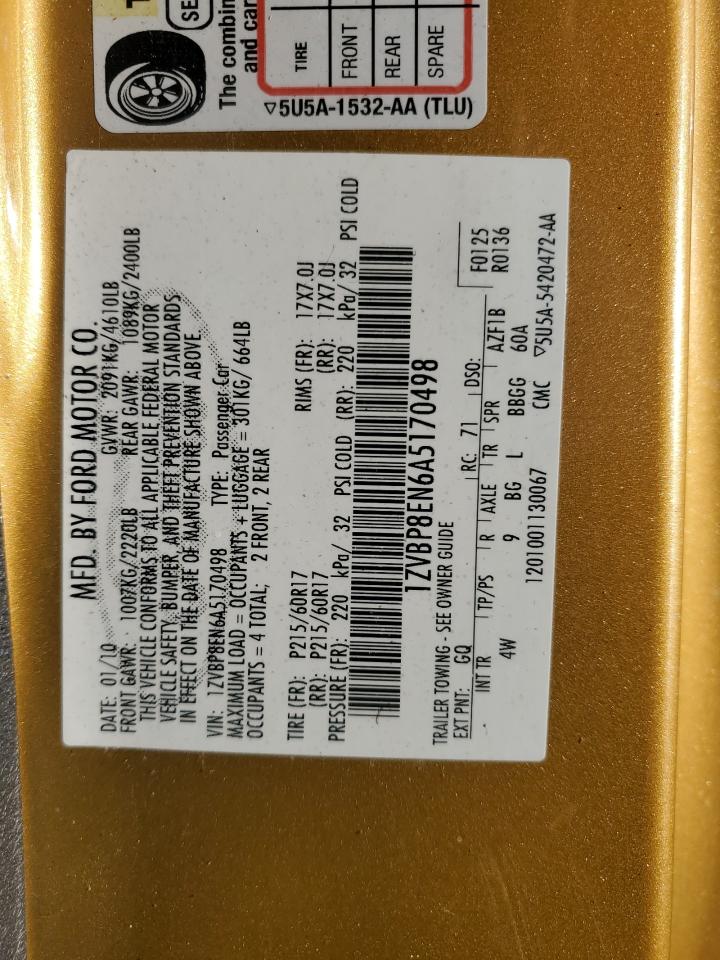 SE
The combin
and car
TIRE
FRONT
REAR
SPARE
▽5U5A-1532-AA (TLU)
MFD. BY FORD MOTOR CO.
DATE: 01/10 GVWR: 2091KG/4610LB
FRONT GAWR: 1007KG/2220LB REAR GAWR: 1089KG/2400LB
THIS VEHICLE CONFORMS TO ALL APPLICABLE FEDERAL MOTOR
VEHICLE SAFETY, BUMPER, AND THEFT PREVENTION STANDARDS
IN EFFECT ON THE DATE OF MANUFACTURE SHOWN ABOVE.
VIN: 1ZVBP8EN6A5170498 TYPE: Passenger Car
MAXIMUM LOAD = OCCUPANTS + LUGGAGE = 301KG/ 664LB
OCCUPANTS = 4 TOTAL, 2 FRONT, 2 REAR
TIRE (FR): P215/60R17 RIMS (FR): 17X7.0J
(RR): P215/60R17 (RR): 17X7.0J
PRESSURE (FR): 220 kPa/ 32 PSI COLD (RR): 220 kPa/ 32 PSI COLD
1ZVBP8EN6A5170498
TRAILER TOWING - SEE OWNER GUIDE
F0125
R0136
EXT PNT: GQ RC: 71 DSO:
INT TR TP/PS R AXLE TR SPR AZF1B
4W 9 BG L BBGG 60A
1201001130067 CMC ▽5U5A-5420472-AA